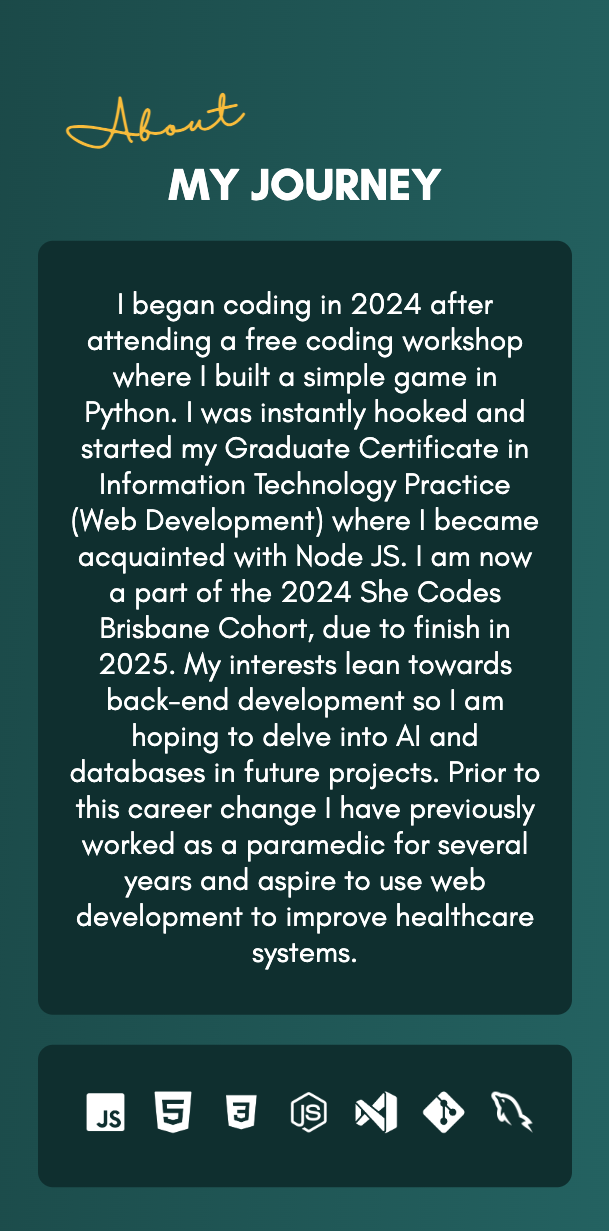 About
MY JOURNEY
I began coding in 2024 after
attending a free coding workshop
where I built a simple game in
Python. I was instantly hooked and
started my Graduate Certificate in
Information Technology Practice
(Web Development) where I became
acquainted with Node JS. I am now
a part of the 2024 She Codes
Brisbane Cohort, due to finish in
2025. My interests lean towards
back-end development so I am
hoping to delve into AI and
databases in future projects. Prior to
this career change I have previously
worked as a paramedic for several
years and aspire to use web
development to improve healthcare
systems.
JS 5 3 JS